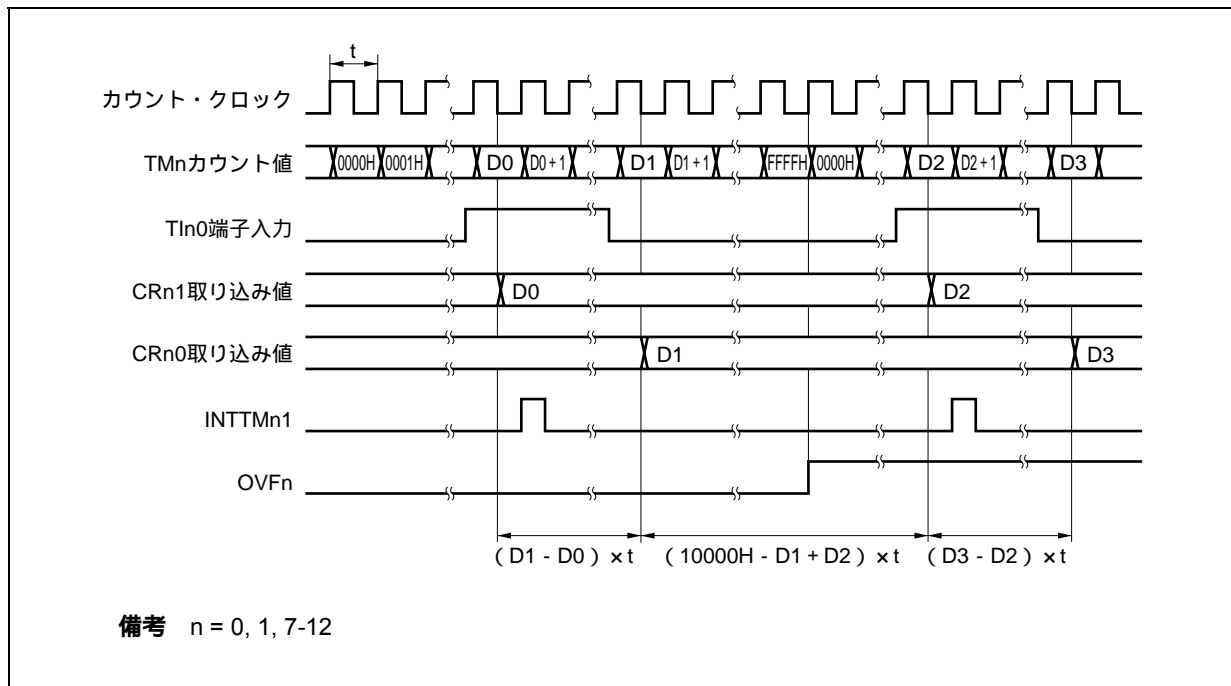 t
カウント・クロック
TMnカウント値 0000H 0001H D0 D0 + 1 D1 D1 + 1 FFFFH 0000H D2 D2 + 1 D3
TIn0端子入力
CRn1取り込み値 D0 D2
CRn0取り込み値 D1 D3
INTTMn1
OVFn
（D1 - D0）× t （10000H - D1 + D2）× t （D3 - D2）× t
備考 n = 0, 1, 7-12